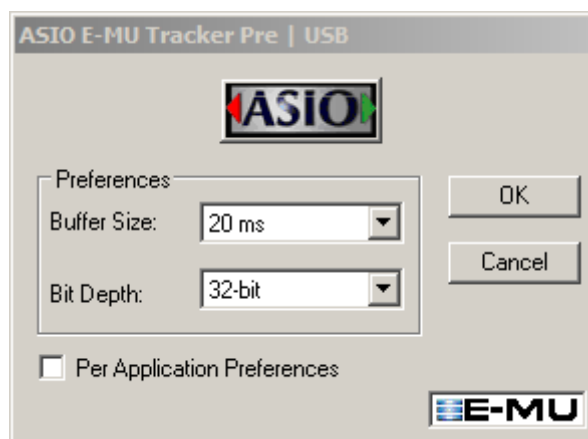 ASIO E-MU Tracker Pre | USB
ASIO
Preferences
Buffer Size: 20 ms
OK
Bit Depth: 32-bit
Cancel
Per Application Preferences
E-MU